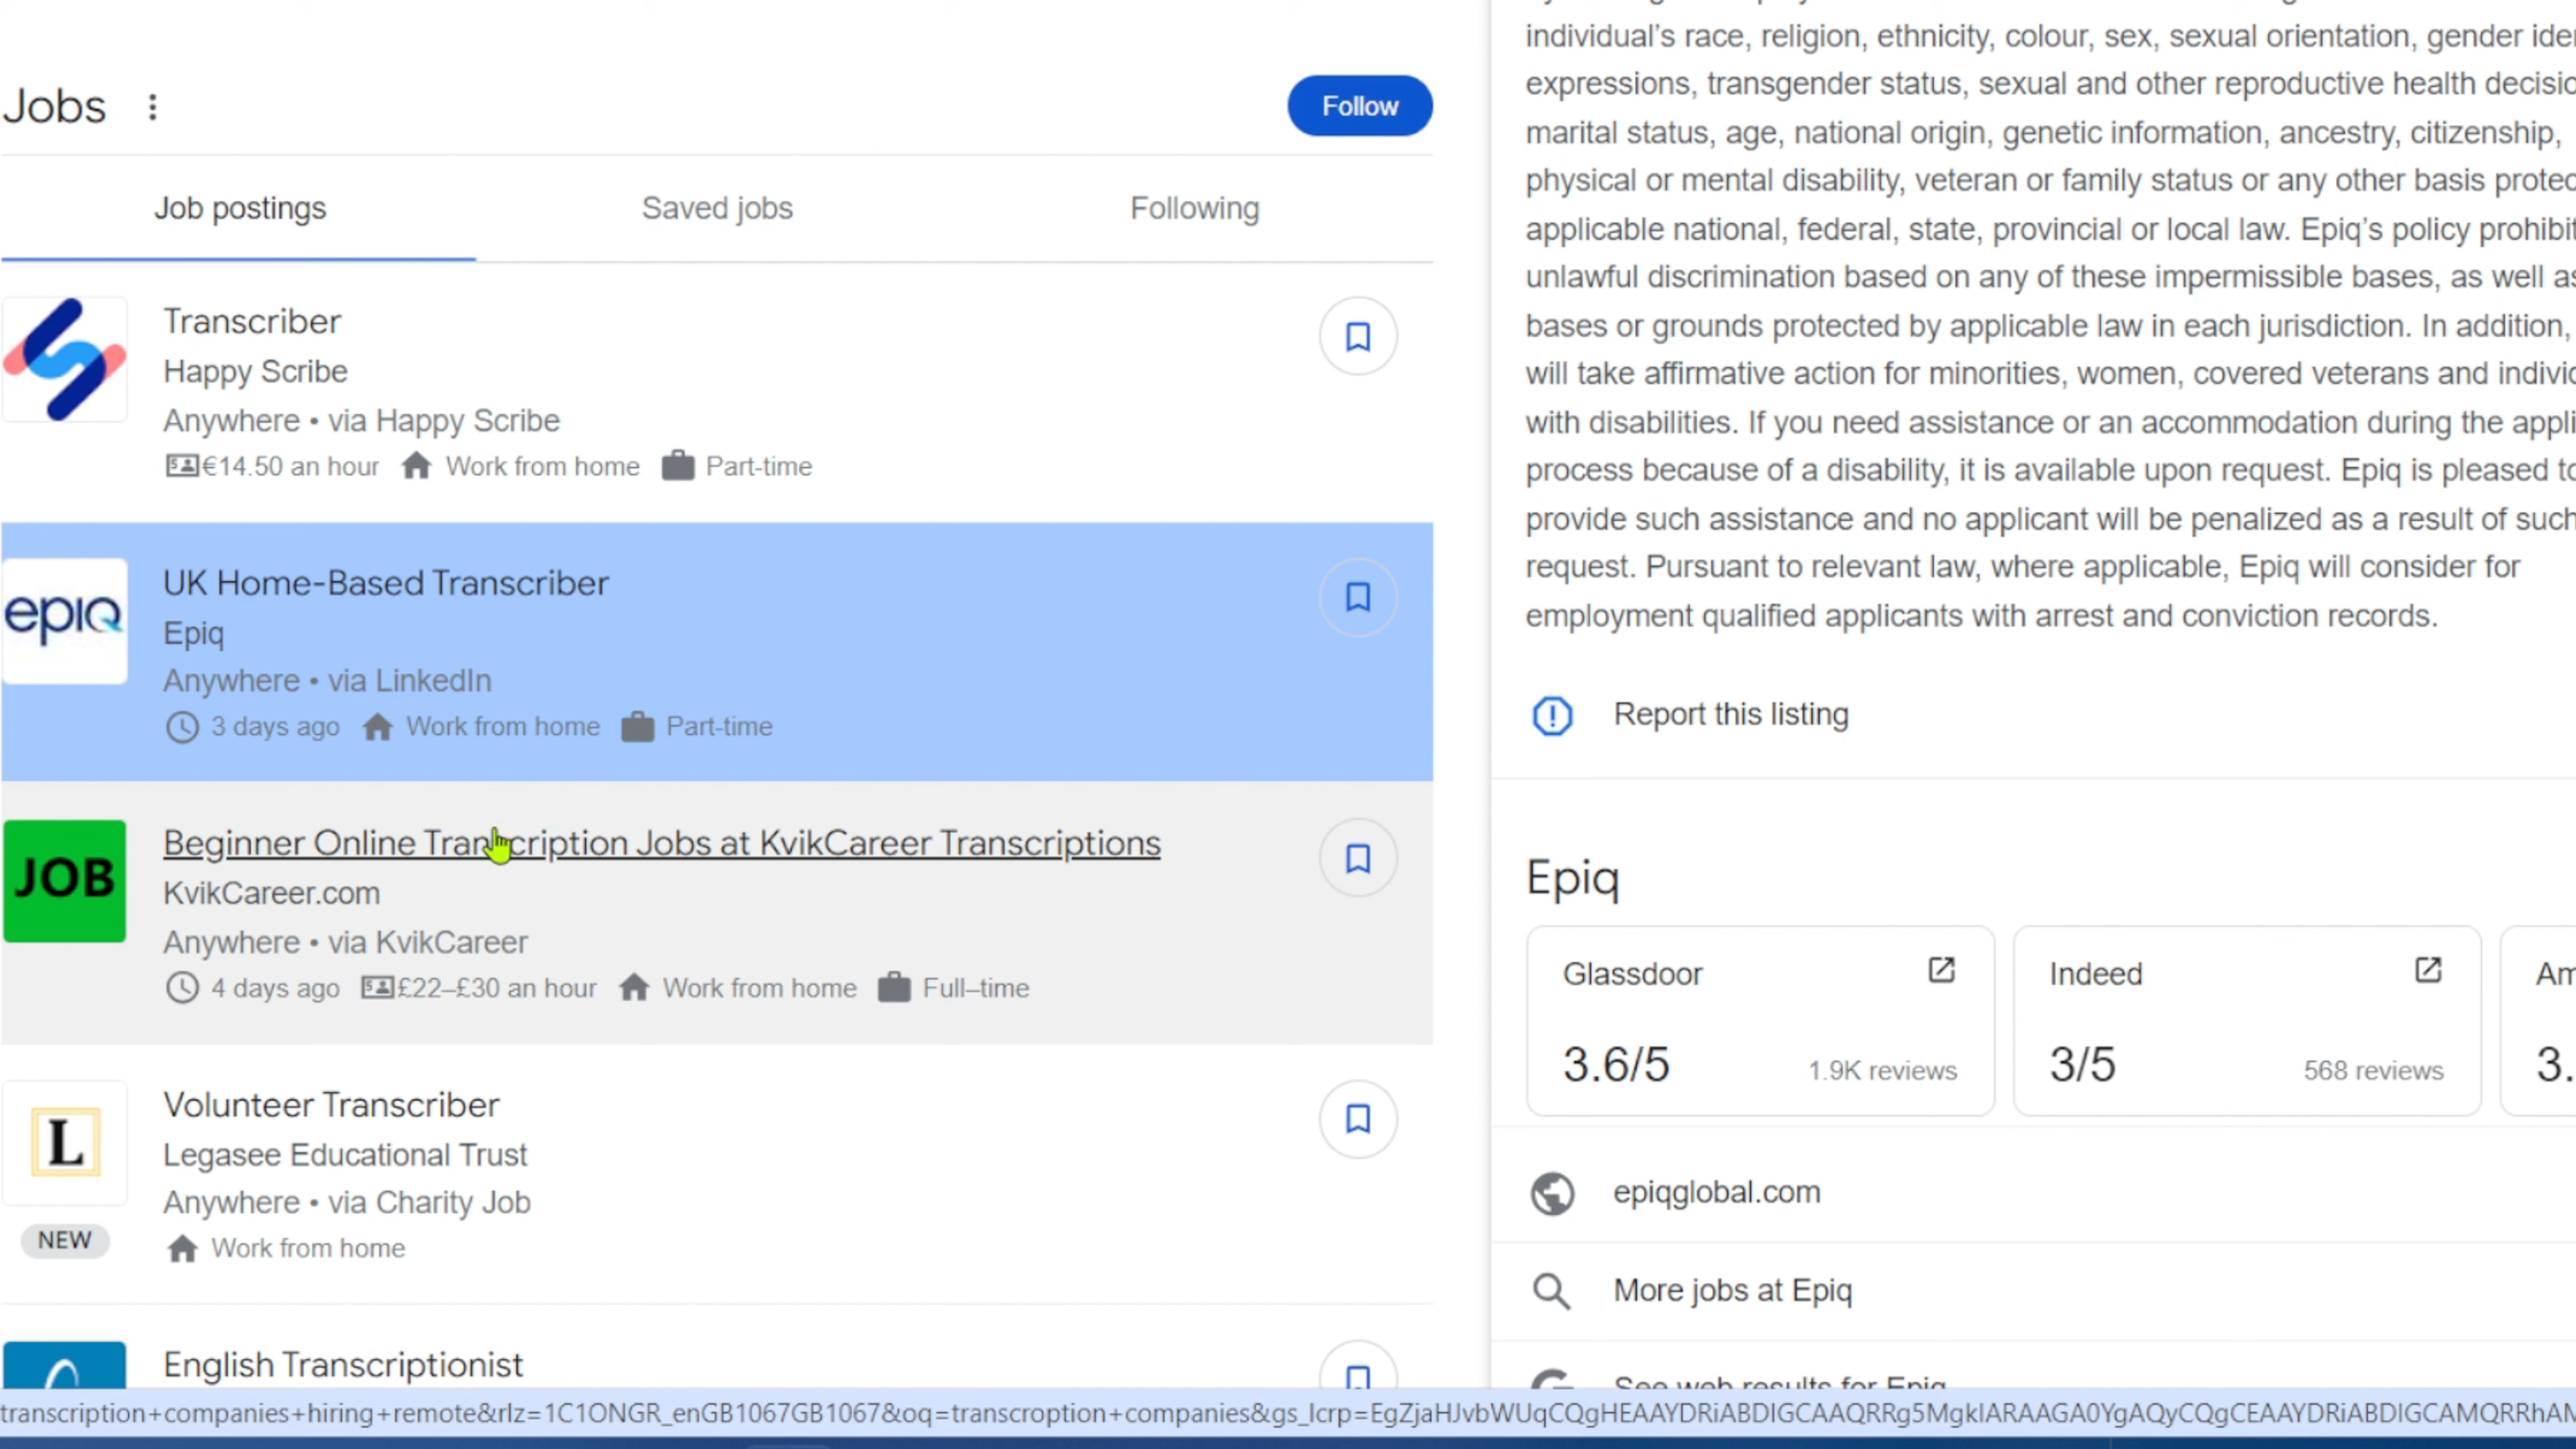 Jobs
Follow
Job postings
Saved jobs
Following
Transcriber
Happy Scribe
Anywhere • via Happy Scribe
€14.50 an hour Work from home Part-time
epiq
UK Home-Based Transcriber
Epiq
Anywhere • via LinkedIn
3 days ago Work from home Part-time
JOB
Beginner Online Transcription Jobs at KvikCareer Transcriptions
KvikCareer.com
Anywhere • via KvikCareer
4 days ago £22–£30 an hour Work from home Full–time
L
NEW
Volunteer Transcriber
Legasee Educational Trust
Anywhere • via Charity Job
Work from home
English Transcriptionist
individual's race, religion, ethnicity, colour, sex, sexual orientation, gender
expressions, transgender status, sexual and other reproductive health
marital status, age, national origin, genetic information, ancestry, citizenship,
physical or mental disability, veteran or family status or any other basis
applicable national, federal, state, provincial or local law. Epiq's policy
unlawful discrimination based on any of these impermissible bases, as well as
bases or grounds protected by applicable law in each jurisdiction. In addition,
will take affirmative action for minorities, women, covered veterans and
with disabilities. If you need assistance or an accommodation during the
process because of a disability, it is available upon request. Epiq is pleased to
provide such assistance and no applicant will be penalized as a result of such
request. Pursuant to relevant law, where applicable, Epiq will consider for
employment qualified applicants with arrest and conviction records.
Report this listing
Epiq
Glassdoor
3.6/5 1.9K reviews
Indeed
3/5 568 reviews
epiqglobal.com
More jobs at Epiq
See web results for Epiq
transcription+companies+hiring+remote&rlz=1C1ONGR_enGB1067GB1067&oq=transcroption+companies&gs_lcrp=